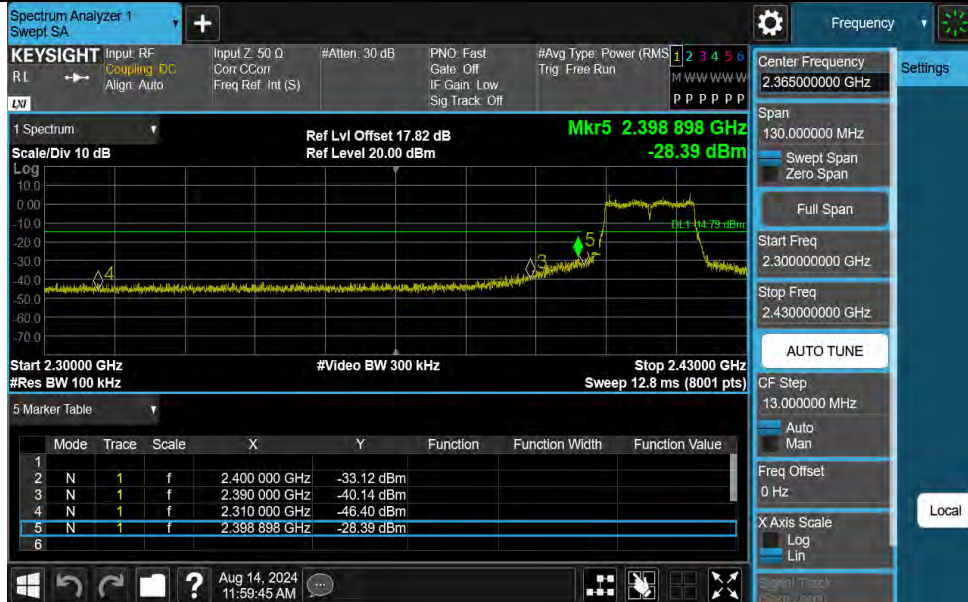 Spectrum Analyzer 1
Swept SA
+
Frequency
KEYSIGHT
RL
LXI
Input: RF
Coupling: DC
Align: Auto
Input Z: 50 Ω
Corr CCorr
Freq Ref: Int (S)
#Atten: 30 dB
PNO: Fast
Gate: Off
IF Gain: Low
Sig Track: Off
#Avg Type: Power (RMS
Trig: Free Run
1 2 3 4 5 6
M W W W W W
P P P P P P
1 Spectrum
Scale/Div 10 dB
Ref Lvl Offset 17.82 dB
Ref Level 20.00 dBm
Mkr5 2.398 898 GHz
-28.39 dBm
Log
10.0
0.00
-10.0
-20.0
-30.0
-40.0
-50.0
-60.0
-70.0
DL1 -14.79 dBm
4
3
5
Start 2.30000 GHz
#Video BW 300 kHz
Stop 2.43000 GHz
#Res BW 100 kHz
Sweep 12.8 ms (8001 pts)
5 Marker Table
Mode Trace Scale X Y Function Function Width Function Value
1
2 N 1 f 2.400 000 GHz -33.12 dBm
3 N 1 f 2.390 000 GHz -40.14 dBm
4 N 1 f 2.310 000 GHz -46.40 dBm
5 N 1 f 2.398 898 GHz -28.39 dBm
6
?
Aug 14, 2024
11:59:45 AM
Center Frequency
2.365000000 GHz
Span
130.000000 MHz
Swept Span
Zero Span
Full Span
Start Freq
2.300000000 GHz
Stop Freq
2.430000000 GHz
AUTO TUNE
CF Step
13.000000 MHz
Auto
Man
Freq Offset
0 Hz
X Axis Scale
Log
Lin
Signal Track
(Span Zoom)
Settings
Local